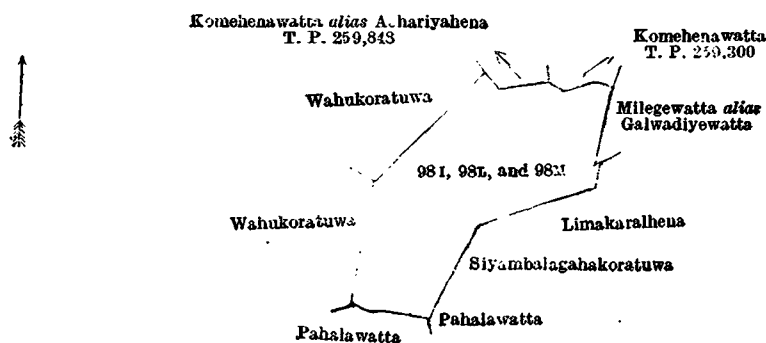 Komehenawatta alias Achariyahena
T. P. 259,843
Komehenawatta
T. P. 259,300
Wahukoratuwa
Milegewatta alias
Galwadiyewatta
98I, 98L, and 98M
Wahukoratuwa
Limakaralhena
Siyambalagahakoratuwa
Pahalawatta
Pahalawatta